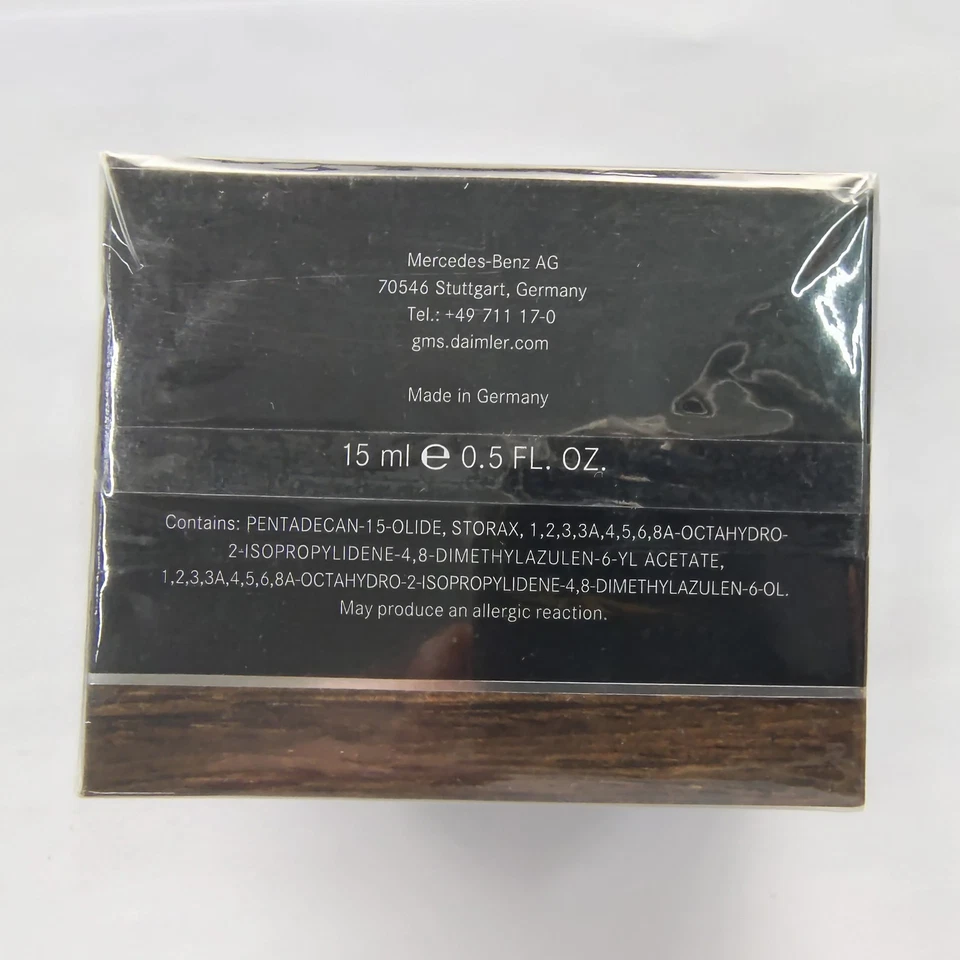 Mercedes-Benz AG
70546 Stuttgart, Germany
Tel.: +49 711 17-0
gms.daimler.com
Made in Germany
15 ml ℮ 0.5 FL. OZ.
Contains: PENTADECAN-15-OLIDE, STORAX, 1,2,3,3A,4,5,6,8A-OCTAHYDRO-
2-ISOPROPYLIDENE-4,8-DIMETHYLAZULEN-6-YL ACETATE,
1,2,3,3A,4,5,6,8A-OCTAHYDRO-2-ISOPROPYLIDENE-4,8-DIMETHYLAZULEN-6-OL.
May produce an allergic reaction.